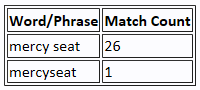 Word/Phrase Match Count
mercy seat 26
mercyseat 1